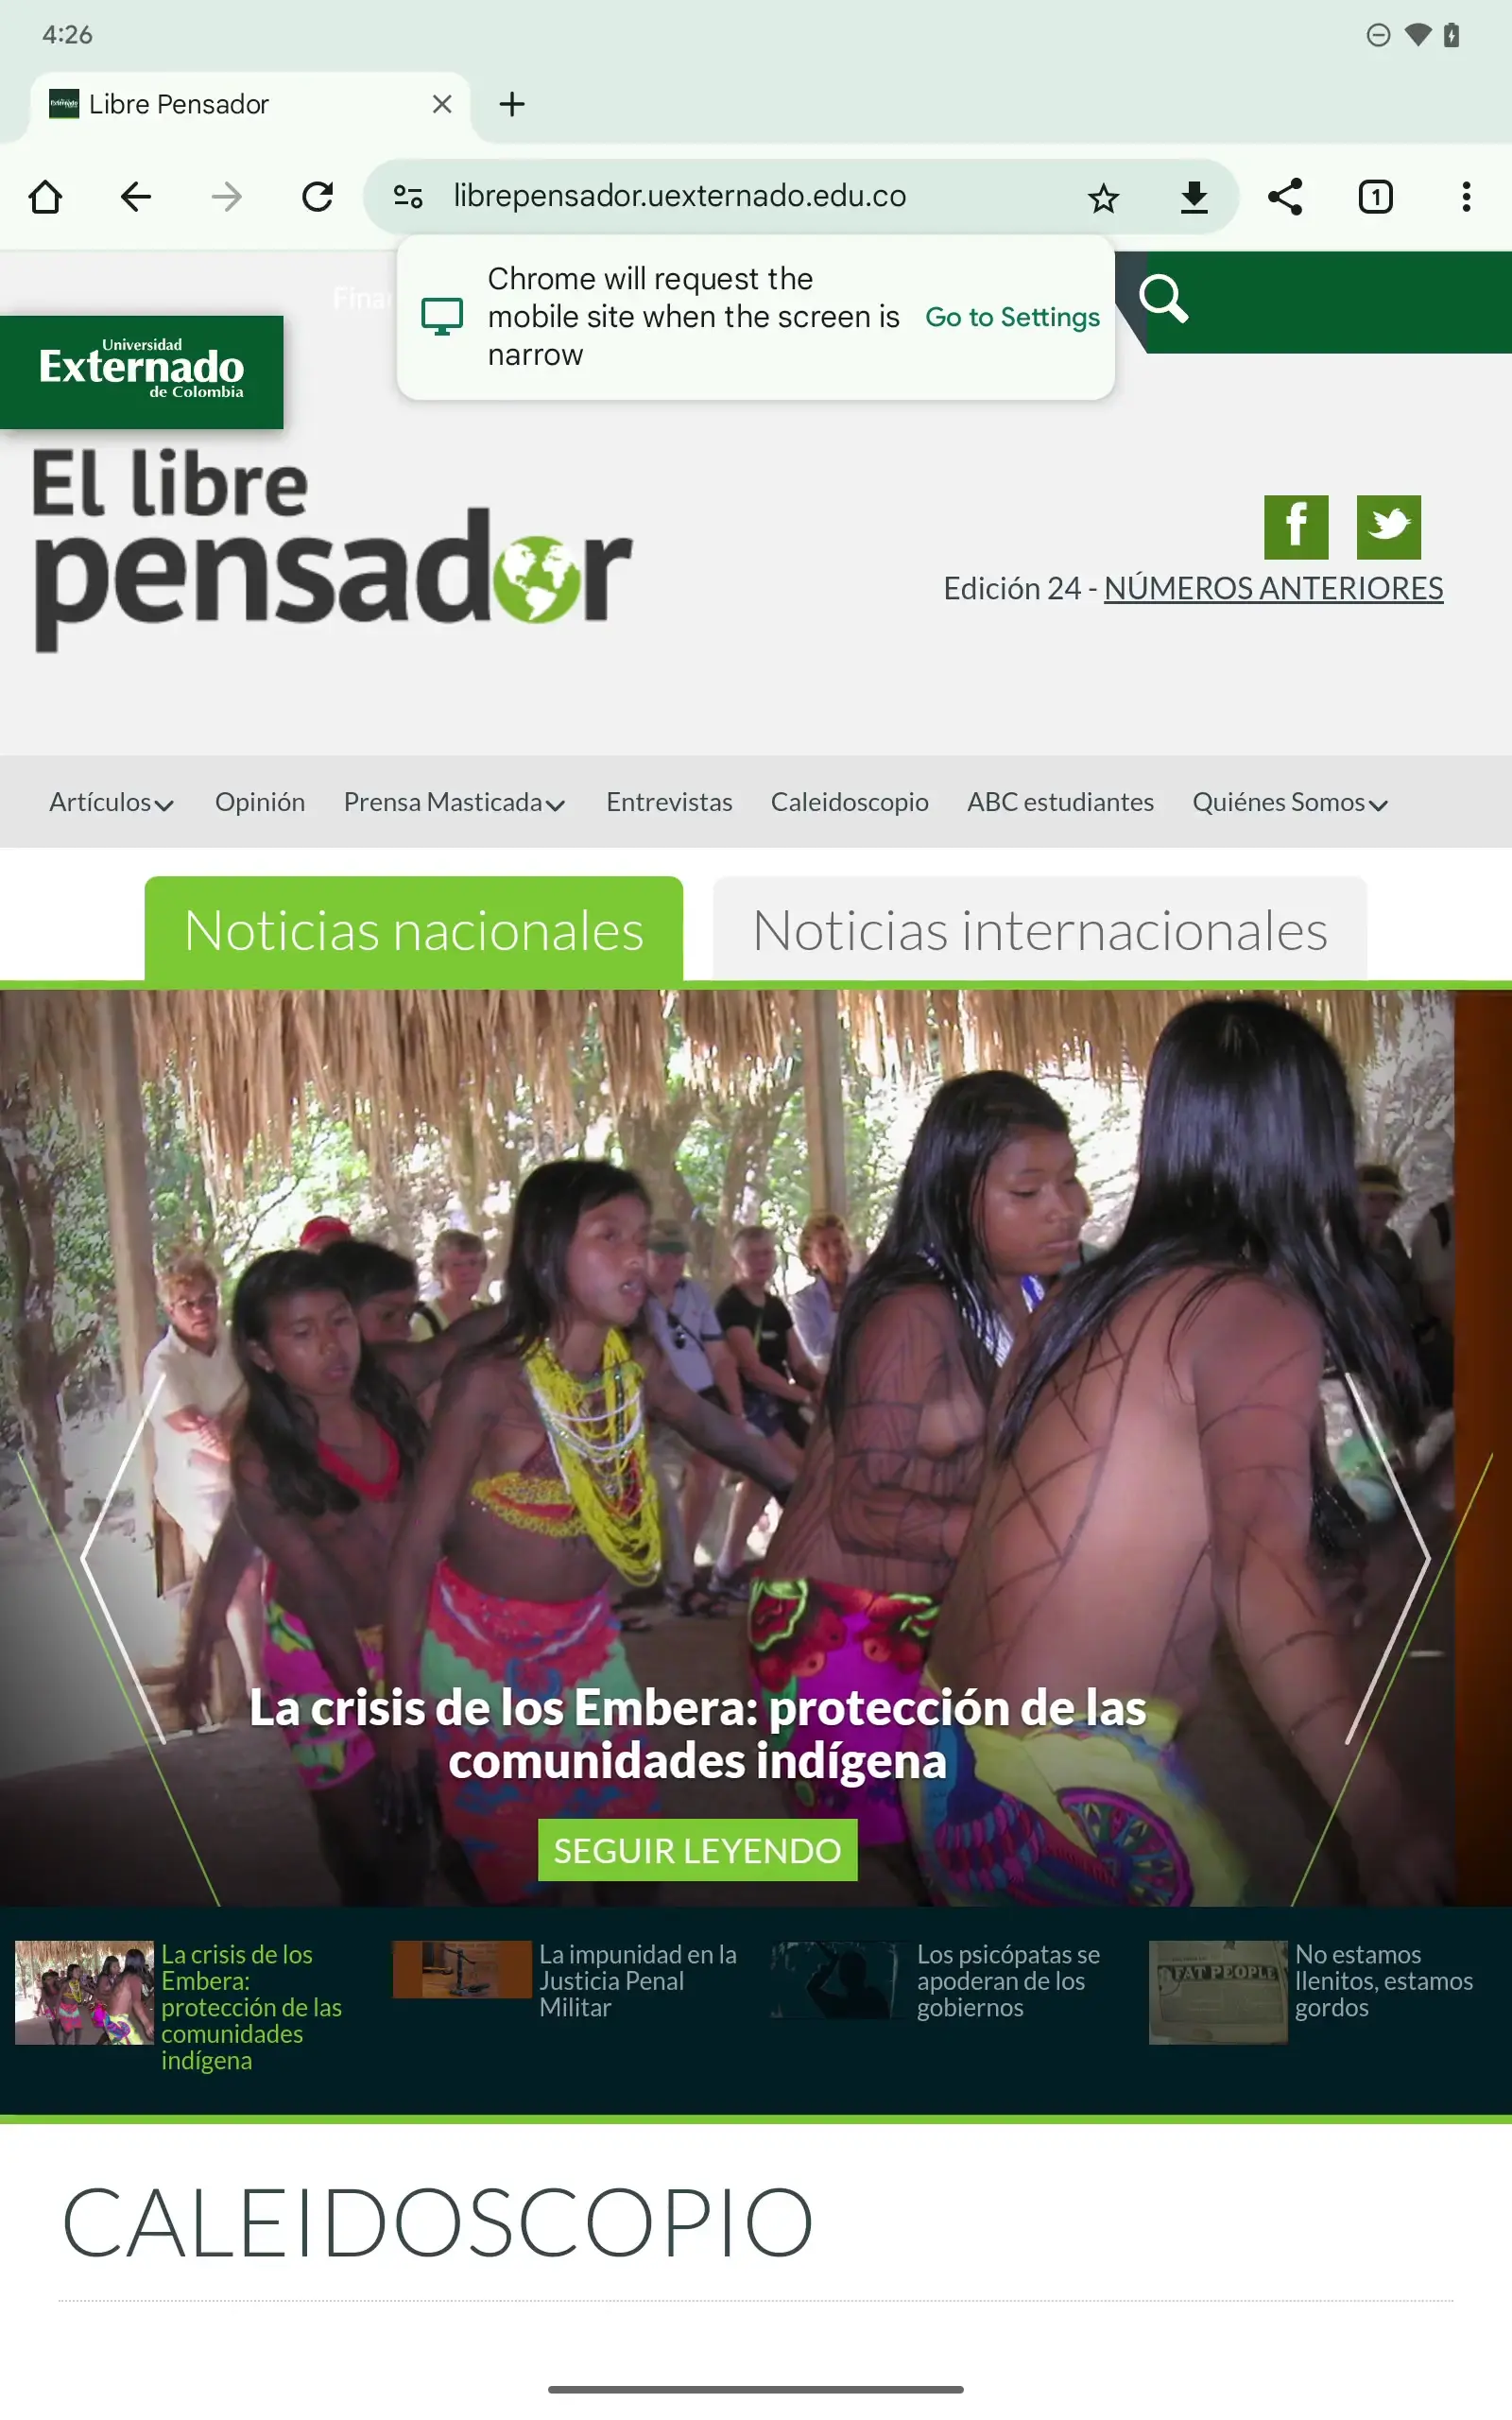 4:26
Libre Pensador
librepensador.uexternado.edu.co
1
Chrome will request the
mobile site when the screen is
narrow
Go to Settings
Universidad
Externado
de Colombia
El libre
pensador
Edición 24 - NÚMEROS ANTERIORES
Artículos
Opinión
Prensa Masticada
Entrevistas
Caleidoscopio
ABC estudiantes
Quiénes Somos
Noticias nacionales
Noticias internacionales
La crisis de los Embera: protección de las
comunidades indígena
SEGUIR LEYENDO
La crisis de los
Embera:
protección de las
comunidades
indígena
La impunidad en la
Justicia Penal
Militar
Los psicópatas se
apoderan de los
gobiernos
FAT PEOPLE
No estamos
llenitos, estamos
gordos
CALEIDOSCOPIO